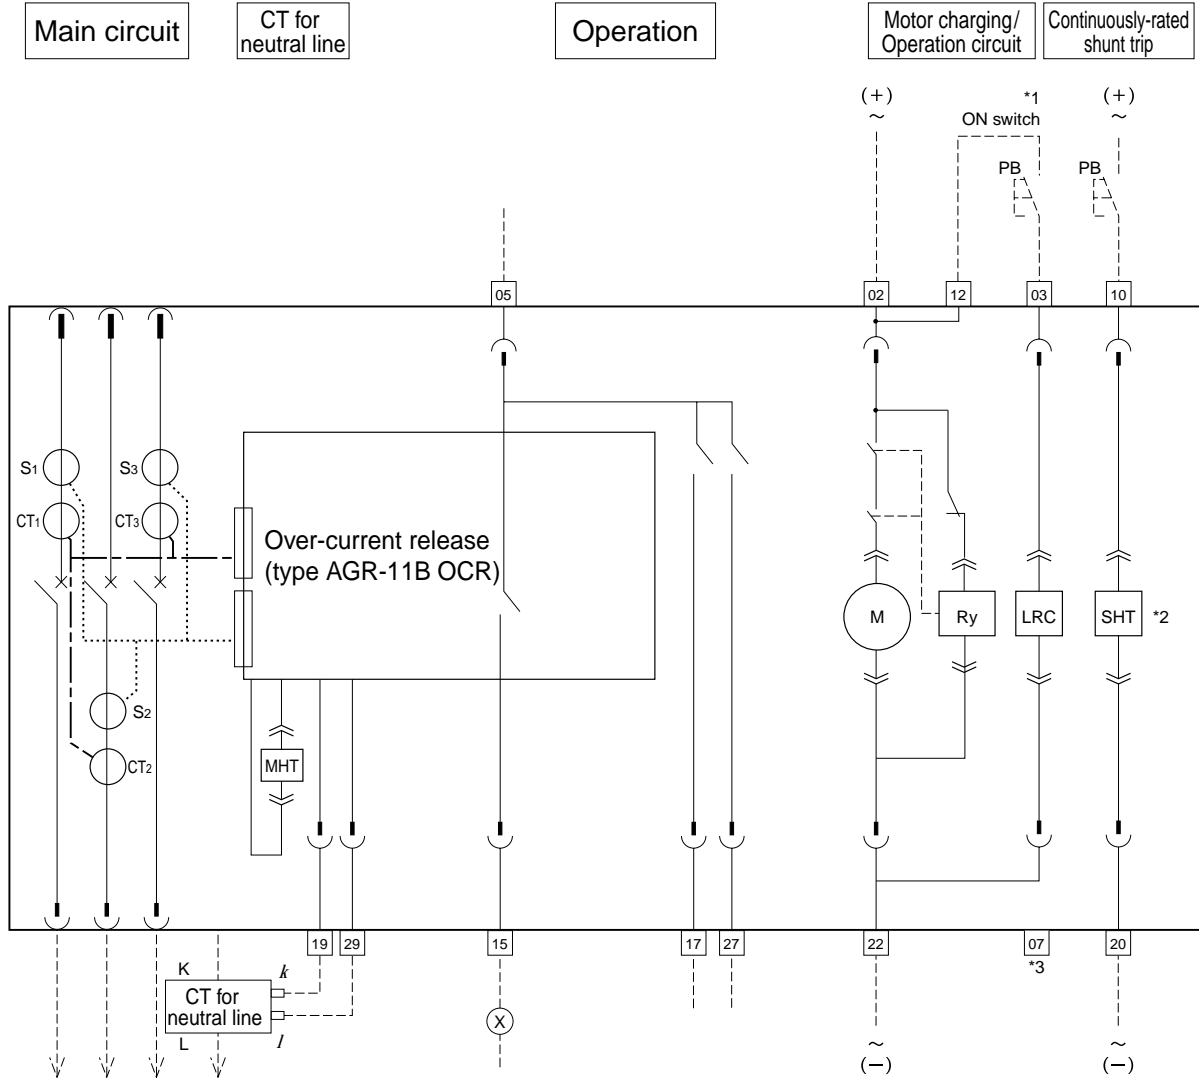 Main circuit
CT for
neutral line
Operation
Motor charging/
Operation circuit
Continuously-rated
shunt trip
(+)
~
*1
ON switch
(+)
~
PB
PB
05
02
12
03
10
S1
S3
CT1
CT3
Over-current release
(type AGR-11B OCR)
M
Ry
LRC
SHT
*2
S2
CT2
MHT
19
29
15
17
27
22
07
20
*3
K
k
CT for
neutral line
L
l
X
~
(−)
~
(−)